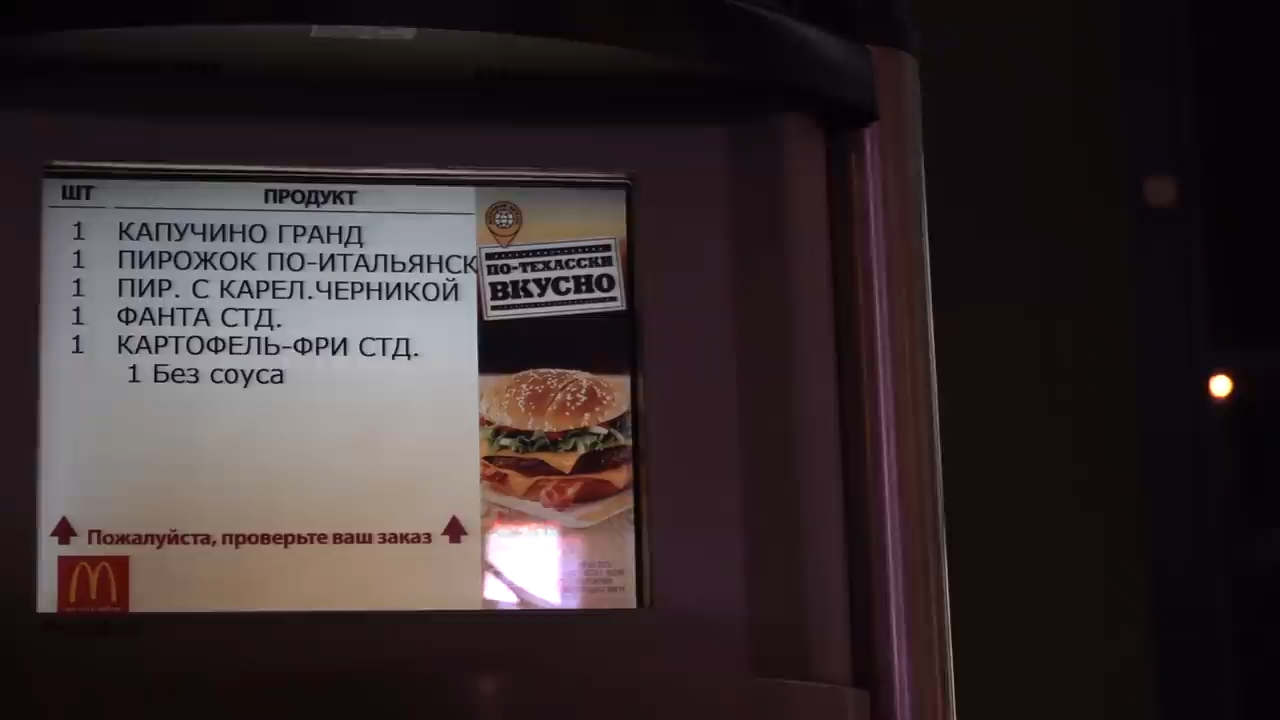 ШТ ПРОДУКТ
1 КАПУЧИНО ГРАНД
1 ПИРОЖОК ПО-ИТАЛЬЯНСК
1 ПИР. С КАРЕЛ.ЧЕРНИКОЙ
1 ФАНТА СТД.
1 КАРТОФЕЛЬ-ФРИ СТД.
1 Без соуса
Пожалуйста, проверьте ваш заказ
ПО-ТЕХАССКИ
ВКУСНО